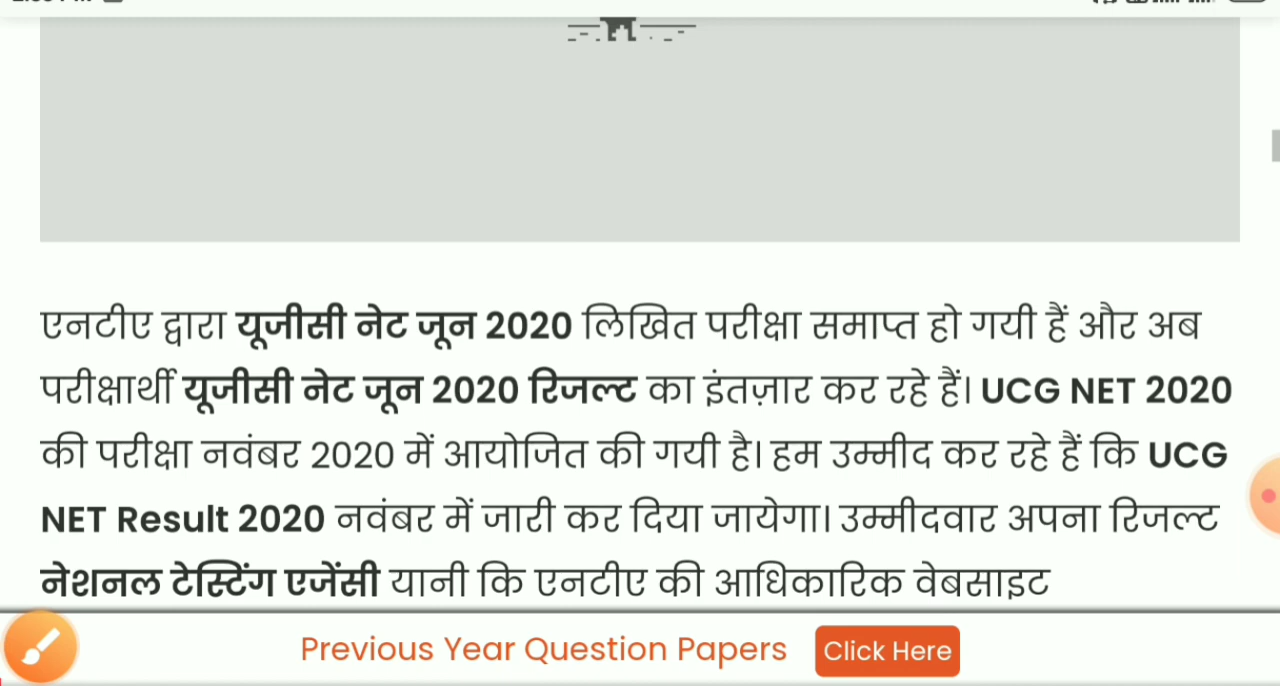 एनटीए द्वारा यूजीसी नेट जून 2020 लिखित परीक्षा समाप्त हो गयी हैं और अब
परीक्षार्थी यूजीसी नेट जून 2020 रिजल्ट का इंतज़ार कर रहे हैं। UCG NET 2020
की परीक्षा नवंबर 2020 में आयोजित की गयी है। हम उम्मीद कर रहे हैं कि UCG
NET Result 2020 नवंबर में जारी कर दिया जायेगा। उम्मीदवार अपना रिजल्ट
नेशनल टेस्टिंग एजेंसी यानी कि एनटीए की आधिकारिक वेबसाइट
Previous Year Question Papers Click Here